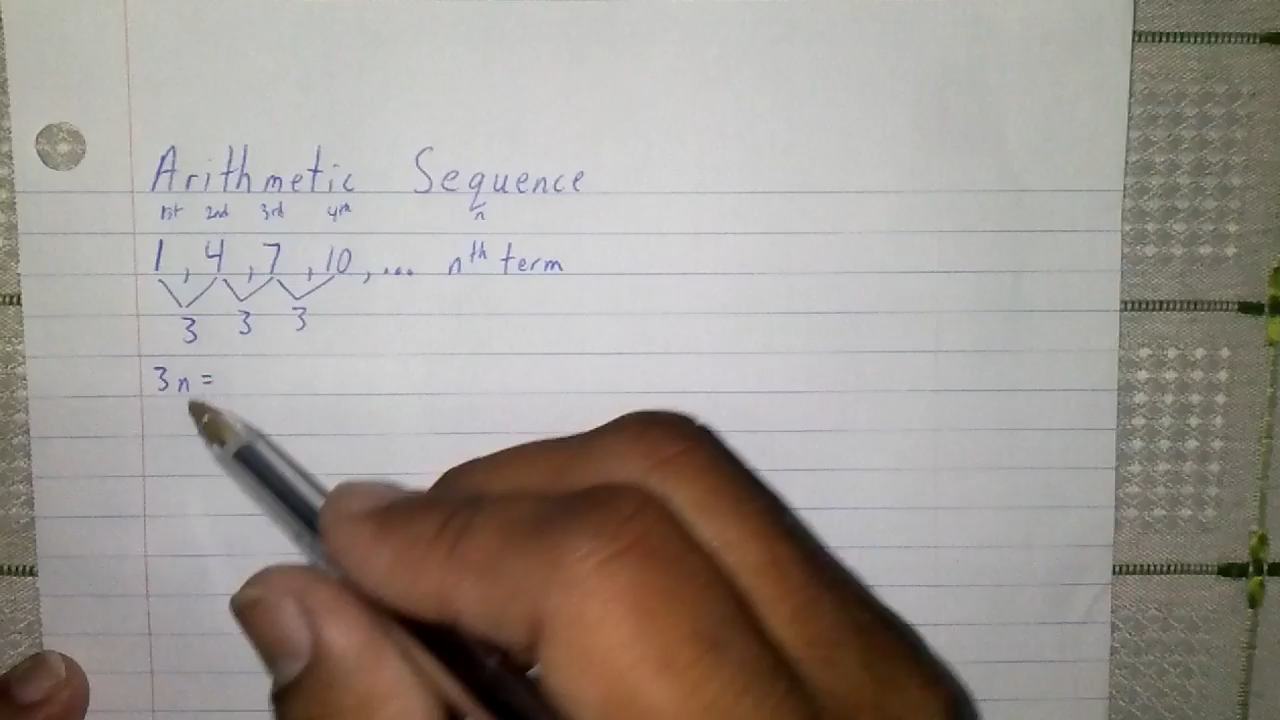 Arithmetic Sequence
1st 2nd 3rd 4th n
1, 4, 7, 10, ... nth term
3 3 3
3n =